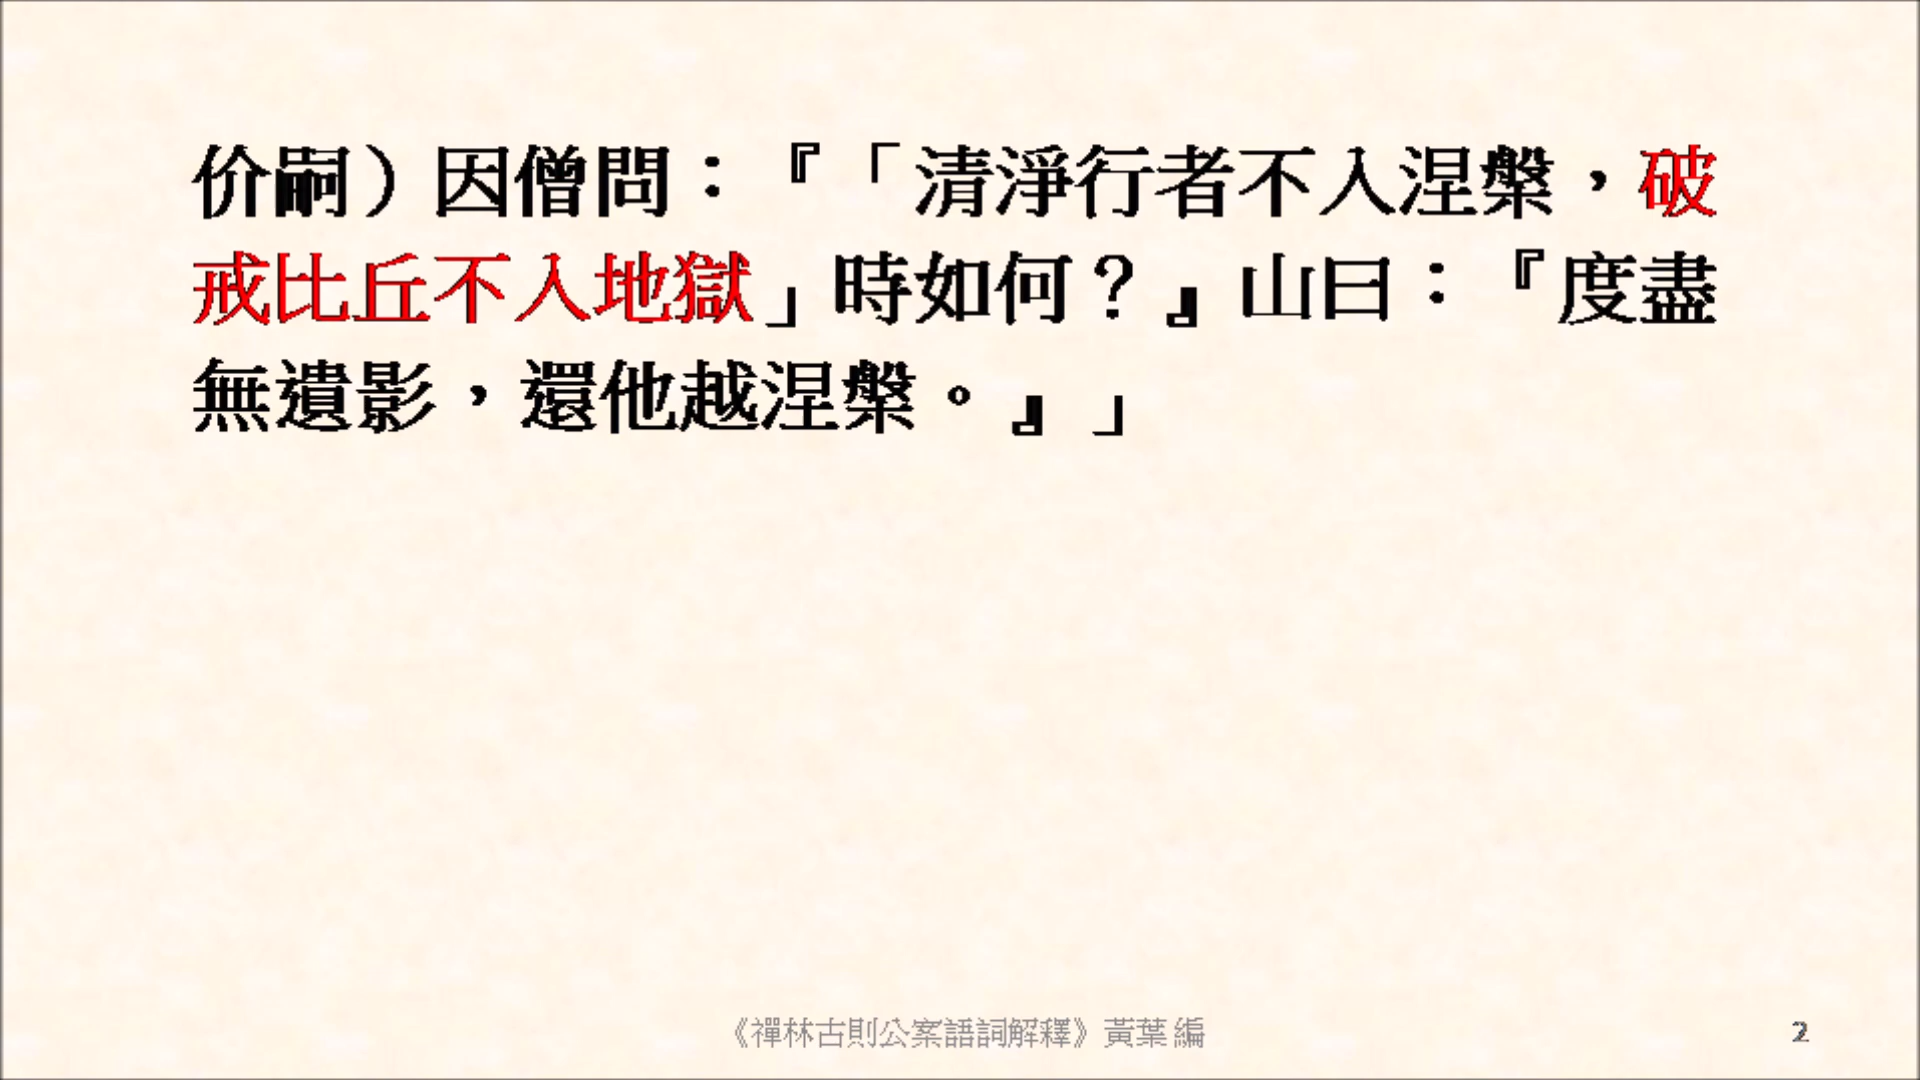 价嗣）因僧問：『「清淨行者不入涅槃，破
戒比丘不入地獄」時如何？』山曰：『度盡
無遺影，還他越涅槃。』」
《禪林古則公案語詞解釋》黃葉 編
2